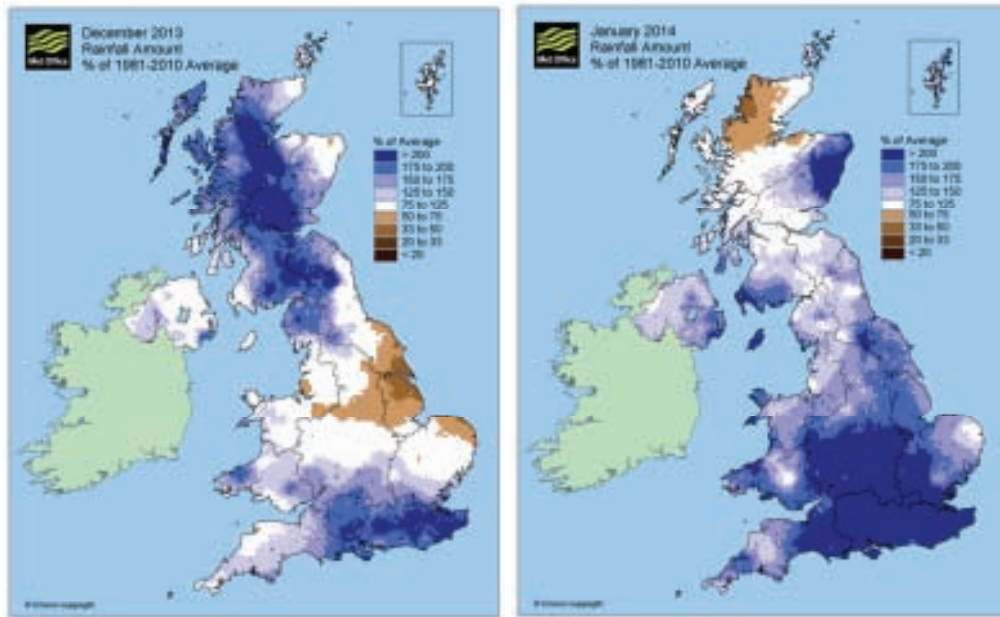 Met Office
December 2013
Rainfall Amount
% of 1981-2010 Average
% of Average
> 200
175 to 200
150 to 175
125 to 150
75 to 125
50 to 75
33 to 50
20 to 33
< 20
© Crown copyright
Met Office
January 2014
Rainfall Amount
% of 1981-2010 Average
% of Average
> 200
175 to 200
150 to 175
125 to 150
75 to 125
50 to 75
33 to 50
20 to 33
< 20
© Crown copyright